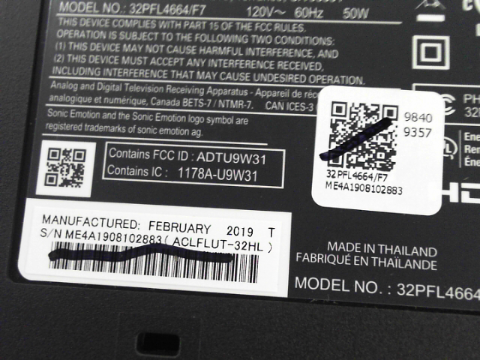 MODEL NO.: 32PFL4664/F7 120V~ 60Hz 50W
THIS DEVICE COMPLIES WITH PART 15 OF THE FCC RULES.
OPERATION IS SUBJECT TO THE FOLLOWING TWO CONDITIONS:
(1) THIS DEVICE MAY NOT CAUSE HARMFUL INTERFERENCE, AND
(2) THIS DEVICE MUST ACCEPT ANY INTERFERENCE RECEIVED,
INCLUDING INTERFERENCE THAT MAY CAUSE UNDESIRED OPERATION.
Analog and Digital Television Receiving Apparatus - Appareil de
analogique et numérique, Canada BETS-7 / NTMR-7. CAN ICES-3
Sonic Emotion and the Sonic Emotion logo are
registered trademarks of sonic emotion ag.
9840
9357
32PFL4664/F7
ME4A1908102883
Contains FCC ID : ADTU9W31
Contains IC : 1178A-U9W31
HD
MANUFACTURED: FEBRUARY 2019 T
S/N ME4A1908102883 ( ACLFLUT-32HL )
MADE IN THAILAND
FABRIQUÉ EN THAÏLANDE
MODEL NO. : 32PFL4664